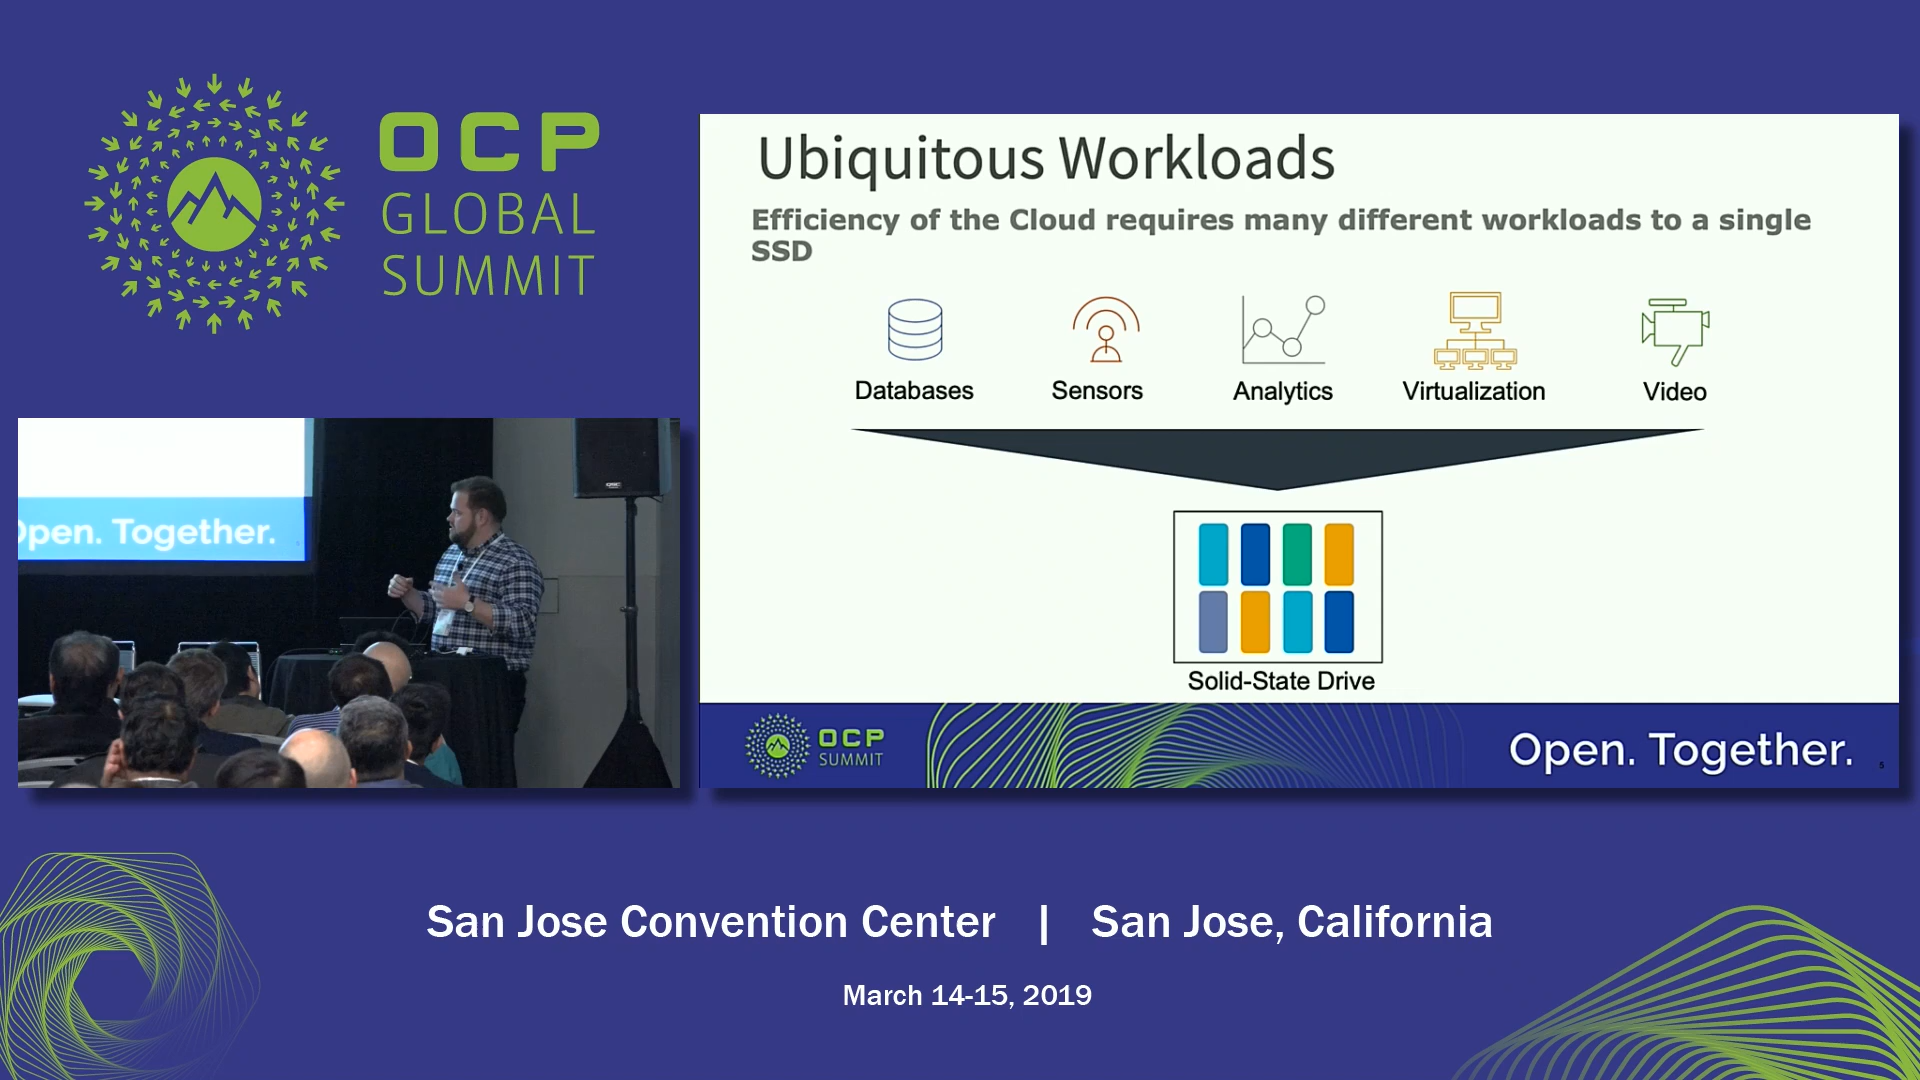 OCP
GLOBAL
SUMMIT
Ubiquitous Workloads
Efficiency of the Cloud requires many different workloads to a single
SSD
Databases
Sensors
Analytics
Virtualization
Video
Solid-State Drive
OCP
SUMMIT
Open. Together.
5
Open. Together.
San Jose Convention Center | San Jose, California
March 14-15, 2019